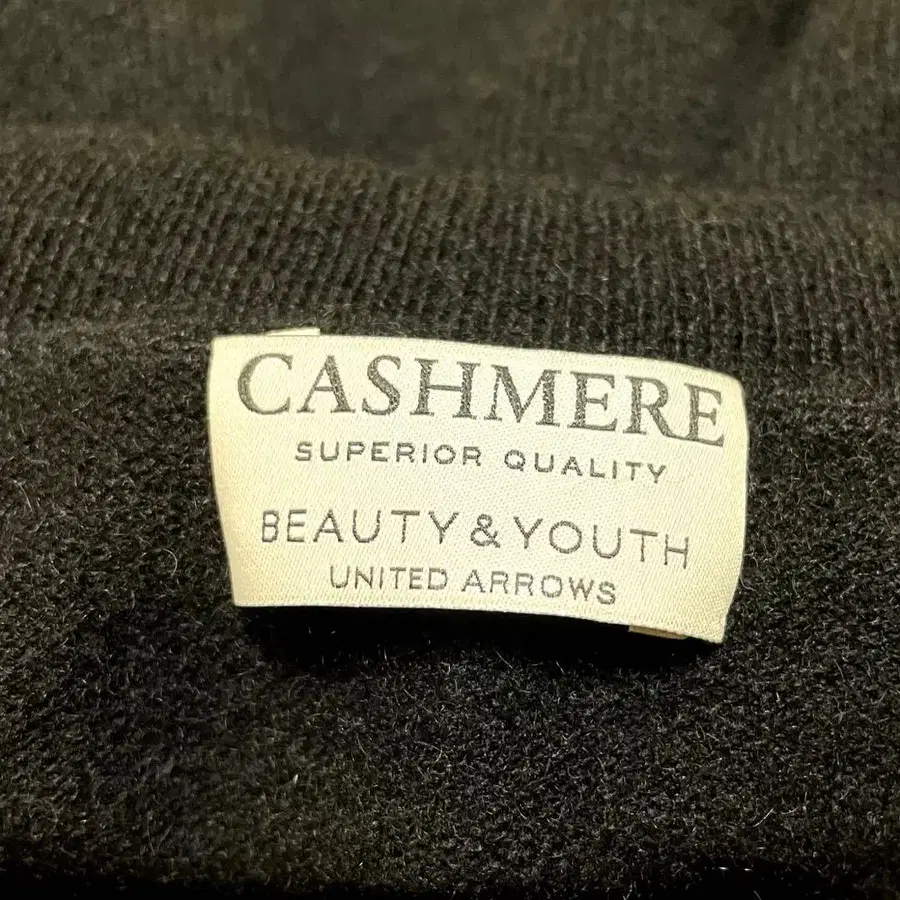 CASHMERE
SUPERIOR QUALITY
BEAUTY & YOUTH
UNITED ARROWS